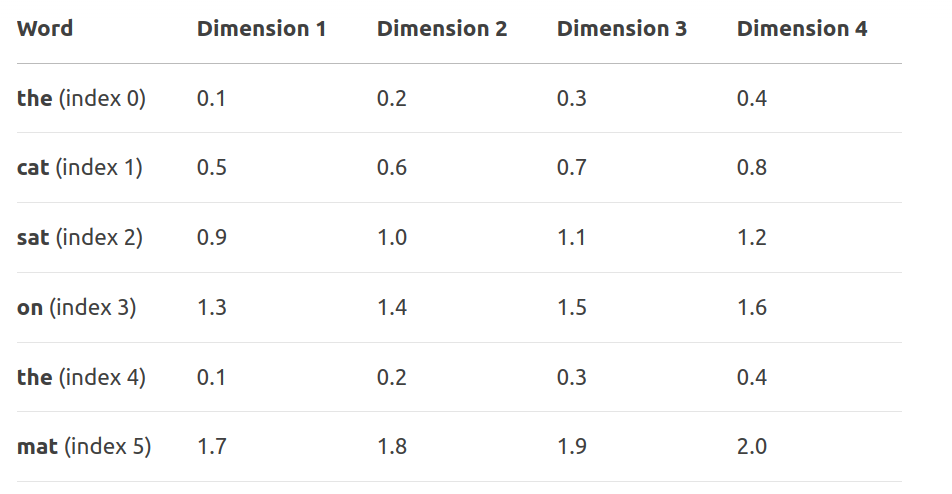 Word Dimension 1 Dimension 2 Dimension 3 Dimension 4
the (index 0) 0.1 0.2 0.3 0.4
cat (index 1) 0.5 0.6 0.7 0.8
sat (index 2) 0.9 1.0 1.1 1.2
on (index 3) 1.3 1.4 1.5 1.6
the (index 4) 0.1 0.2 0.3 0.4
mat (index 5) 1.7 1.8 1.9 2.0